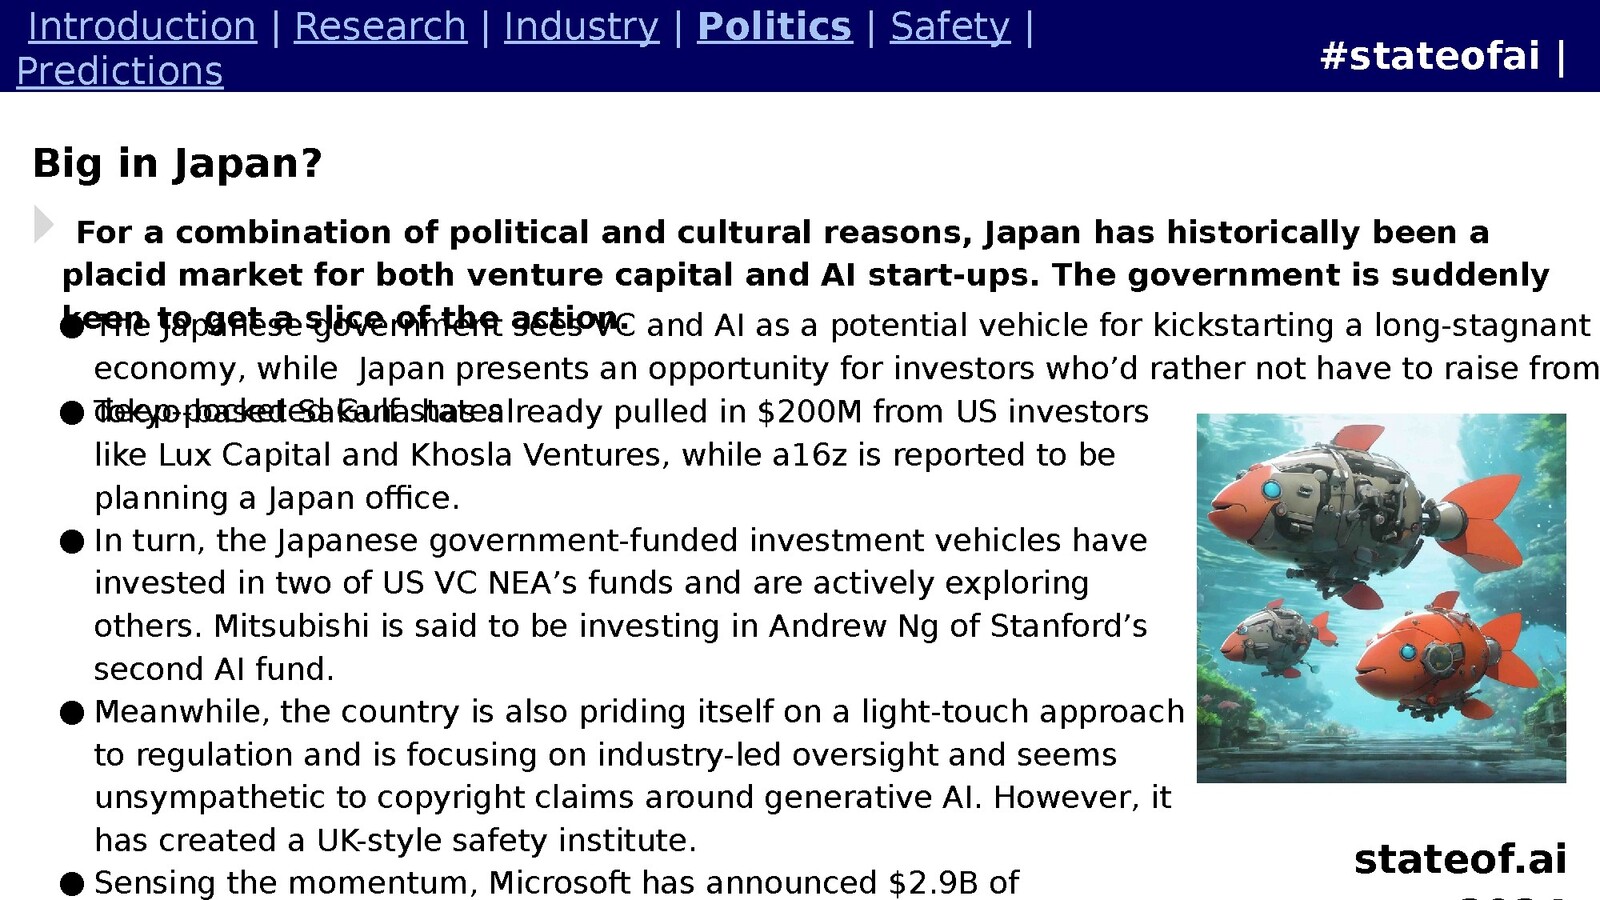 Introduction | Research | Industry | Politics | Safety |
Predictions
#stateofai |
Big in Japan?
For a combination of political and cultural reasons, Japan has historically been a
placid market for both venture capital and AI start-ups. The government is suddenly
keen to get a slice of the action.
● The Japanese government sees VC and AI as a potential vehicle for kickstarting a long-stagnant
economy, while  Japan presents an opportunity for investors who’d rather not have to raise from
deep-pocketed Gulf states
● Tokyo-based Sakana has already pulled in $200M from US investors
like Lux Capital and Khosla Ventures, while a16z is reported to be
planning a Japan office.
● In turn, the Japanese government-funded investment vehicles have
invested in two of US VC NEA’s funds and are actively exploring
others. Mitsubishi is said to be investing in Andrew Ng of Stanford’s
second AI fund.
● Meanwhile, the country is also priding itself on a light-touch approach
to regulation and is focusing on industry-led oversight and seems
unsympathetic to copyright claims around generative AI. However, it
has created a UK-style safety institute.
● Sensing the momentum, Microsoft has announced $2.9B of
stateof.ai